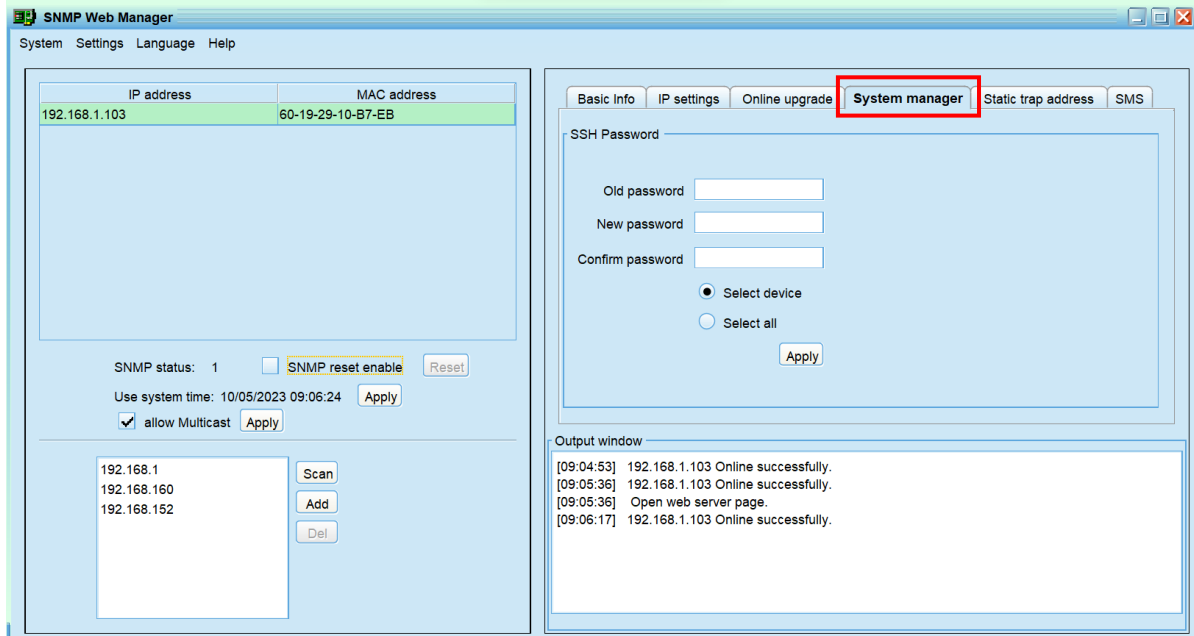 SNMP Web Manager
System Settings Language Help
IP address MAC address
192.168.1.103 60-19-29-10-B7-EB
SNMP status: 1 SNMP reset enable Reset
Use system time: 10/05/2023 09:06:24 Apply
allow Multicast Apply
192.168.1
192.168.160
192.168.152
Scan
Add
Del
Basic Info IP settings Online upgrade System manager Static trap address SMS
SSH Password
Old password
New password
Confirm password
Select device
Select all
Apply
Output window
[09:04:53] 192.168.1.103 Online successfully.
[09:05:36] 192.168.1.103 Online successfully.
[09:05:36] Open web server page.
[09:06:17] 192.168.1.103 Online successfully.